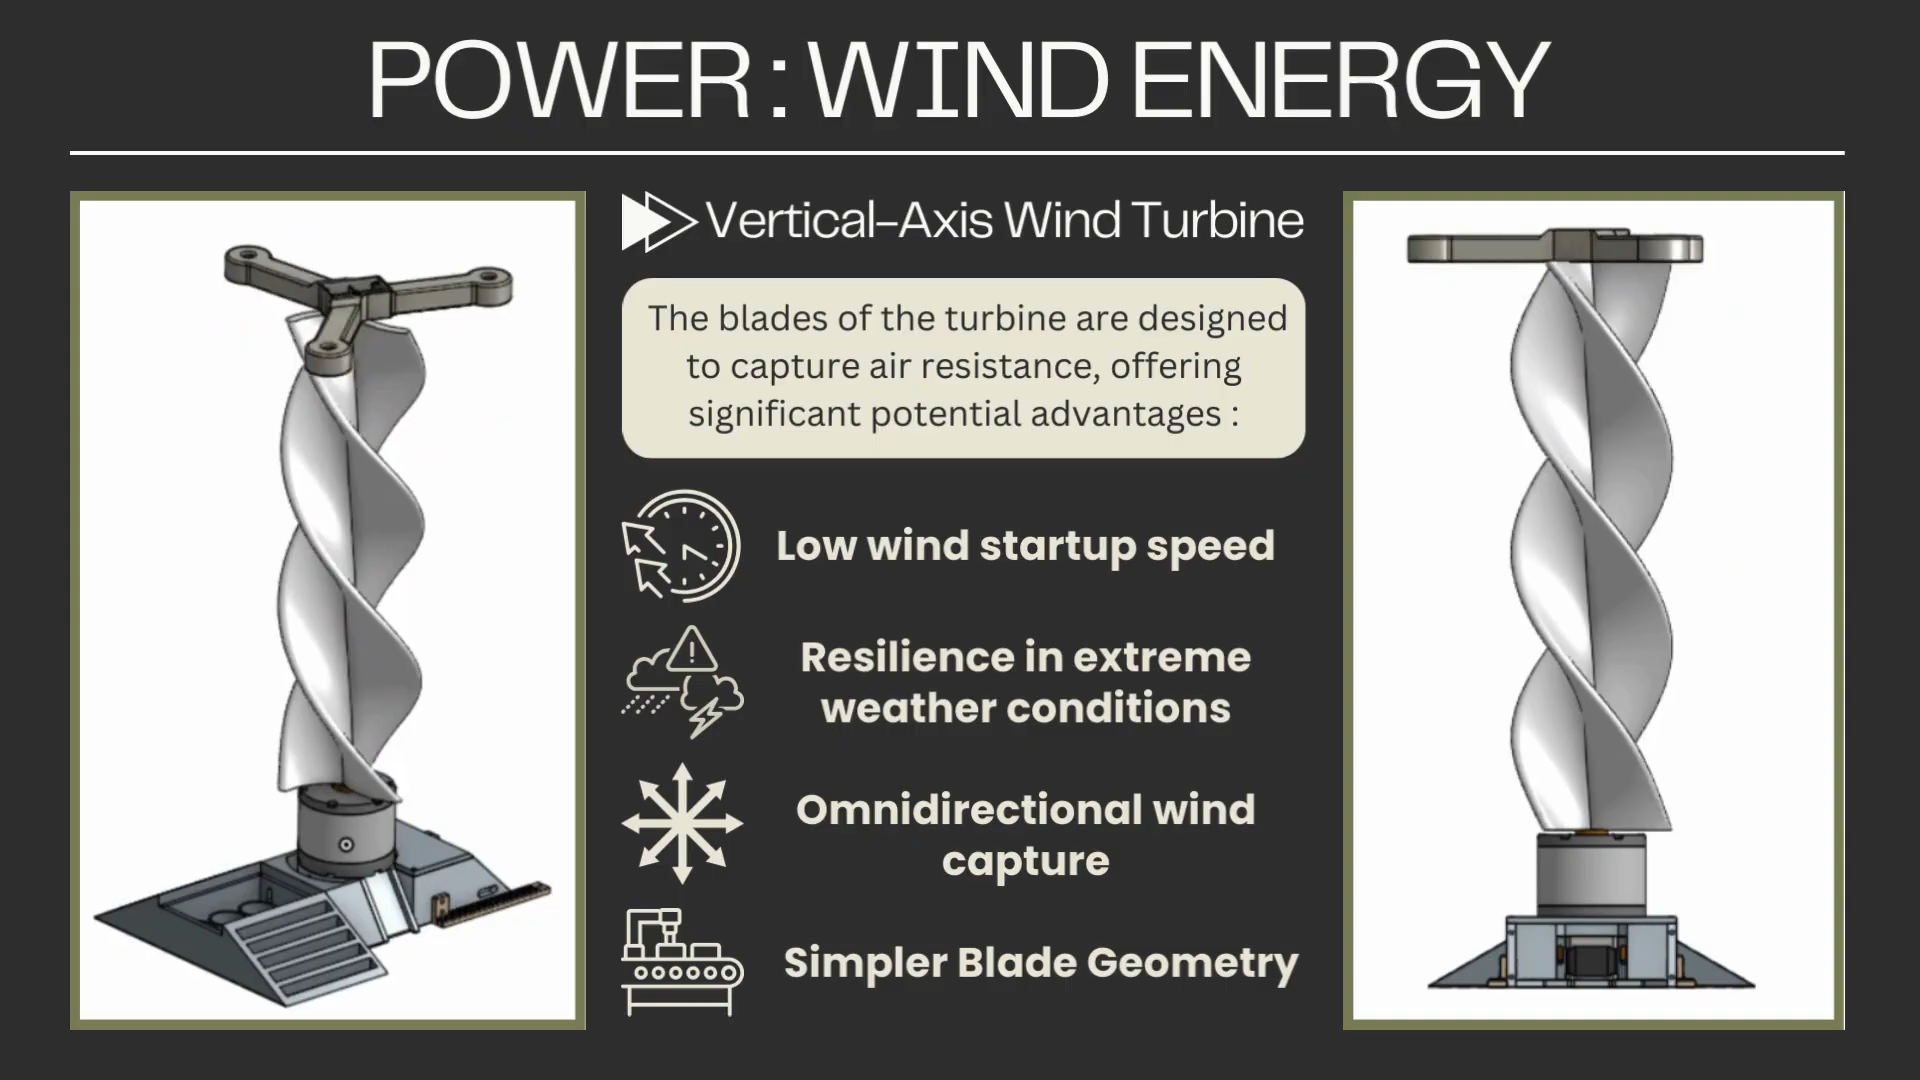 POWER : WIND ENERGY
Vertical-Axis Wind Turbine
The blades of the turbine are designed
to capture air resistance, offering
significant potential advantages :
Low wind startup speed
Resilience in extreme
weather conditions
Omnidirectional wind
capture
Simpler Blade Geometry